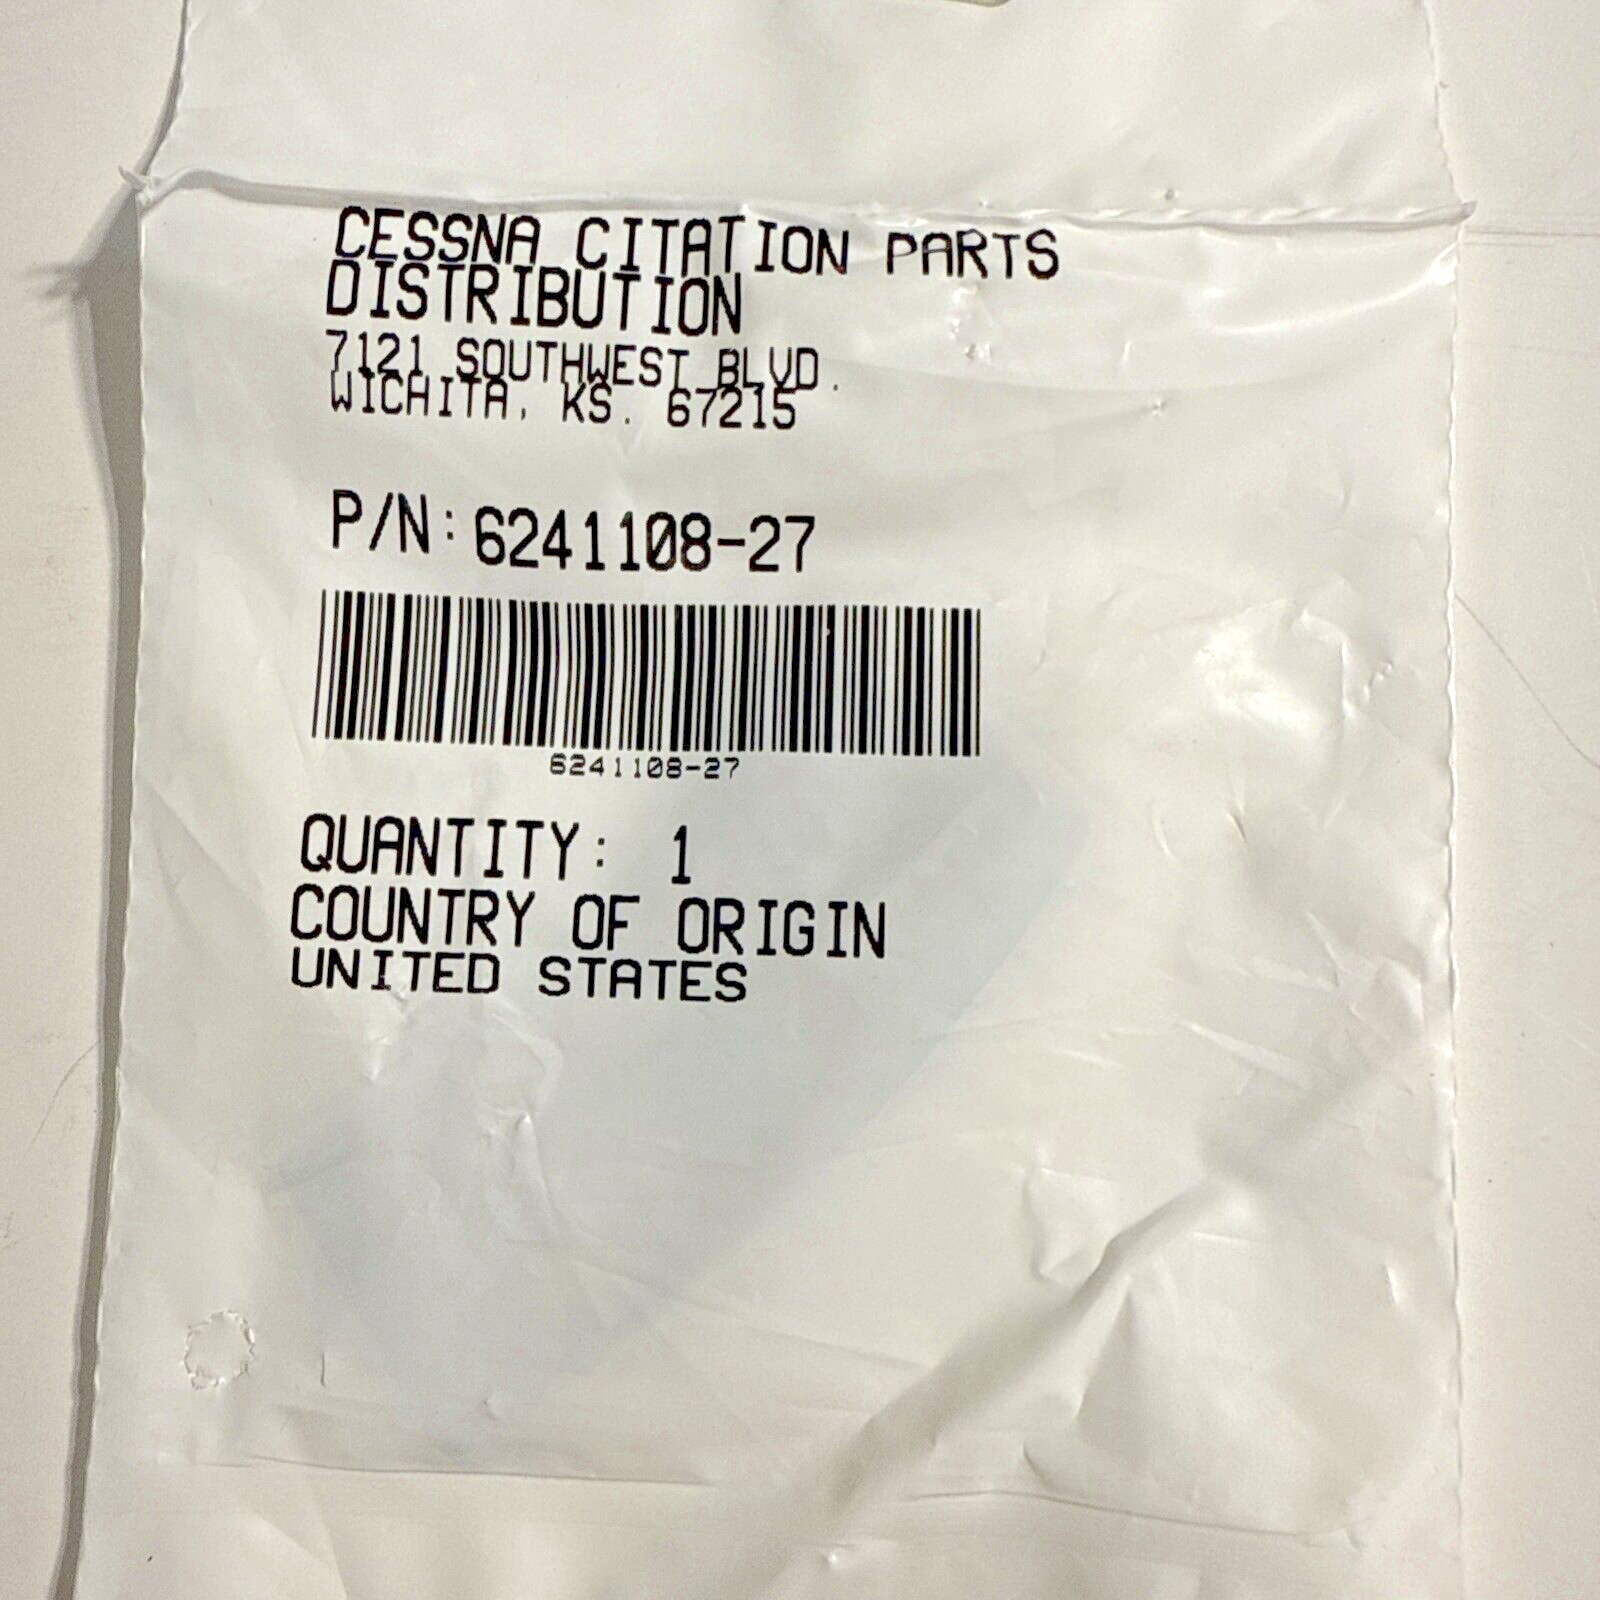 CESSNA CITATION PARTS
DISTRIBUTION
7121 SOUTHWEST BLVD.
WICHITA, KS. 67215
P/N: 6241108-27
6241108-27
QUANTITY: 1
COUNTRY OF ORIGIN
UNITED STATES